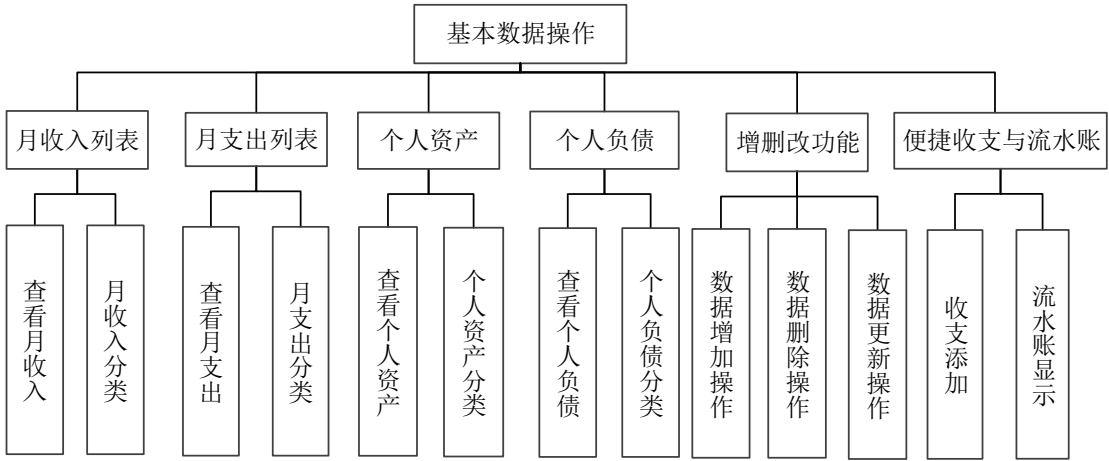 基本数据操作
月收入列表
月支出列表
个人资产
个人负债
增删改功能
便捷收支与流水账
查看月收入
月收入分类
查看月支出
月支出分类
查看个人资产
个人资产分类
查看个人负债
个人负债分类
数据增加操作
数据删除操作
数据更新操作
收支添加
流水账显示